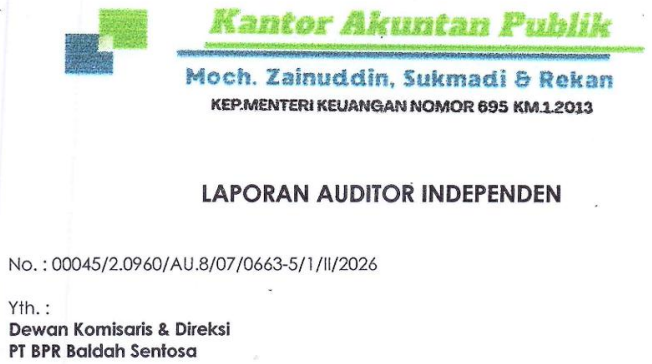 Kantor Akuntan Publik
Moch. Zainuddin, Sukmadi & Rekan
KEP.MENTERI KEUANGAN NOMOR 695 KM.1.2013
LAPORAN AUDITOR INDEPENDEN
No. : 00045/2.0960/AU.8/07/0663-5/1/II/2026
Yth. :
Dewan Komisaris & Direksi
PT BPR Baldah Sentosa